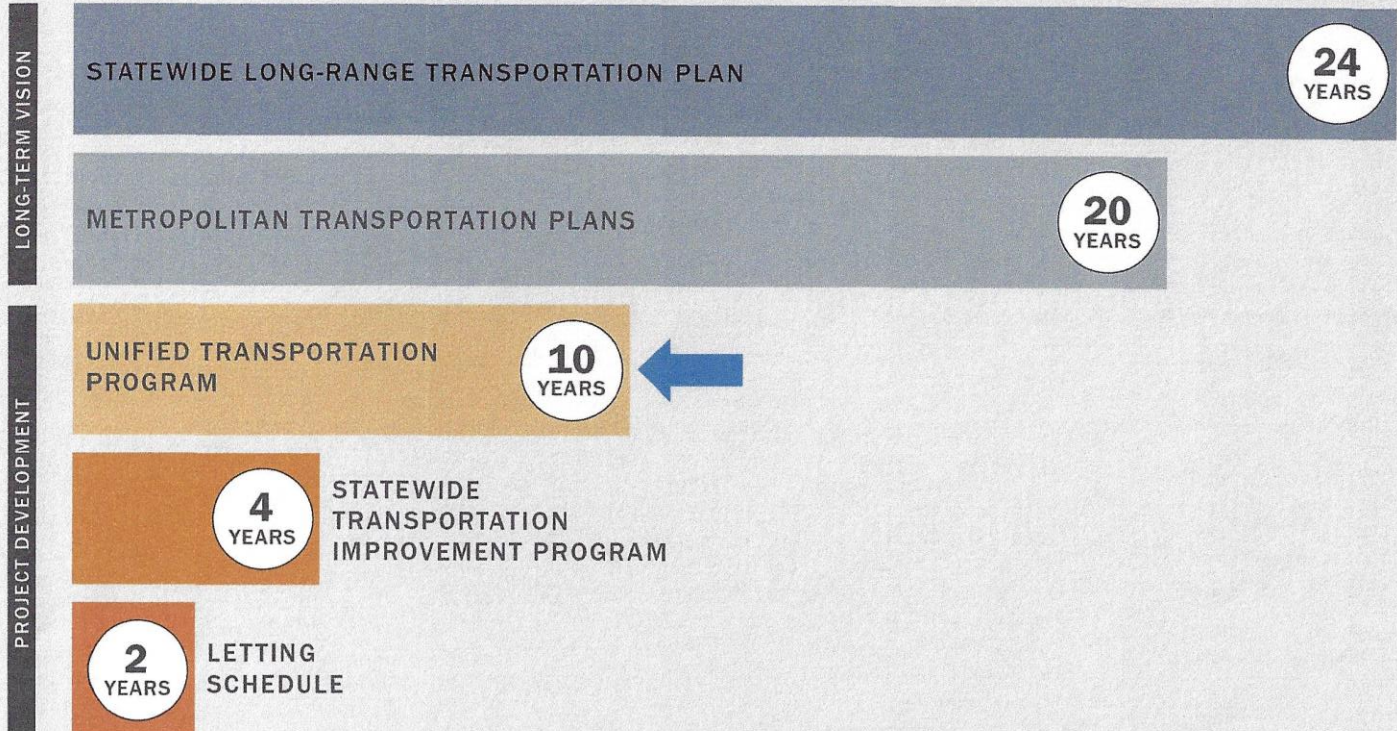 LONG-TERM VISION
STATEWIDE LONG-RANGE TRANSPORTATION PLAN
24
YEARS
METROPOLITAN TRANSPORTATION PLANS
20
YEARS
PROJECT DEVELOPMENT
UNIFIED TRANSPORTATION
PROGRAM
10
YEARS
4
YEARS
STATEWIDE
TRANSPORTATION
IMPROVEMENT PROGRAM
2
YEARS
LETTING
SCHEDULE